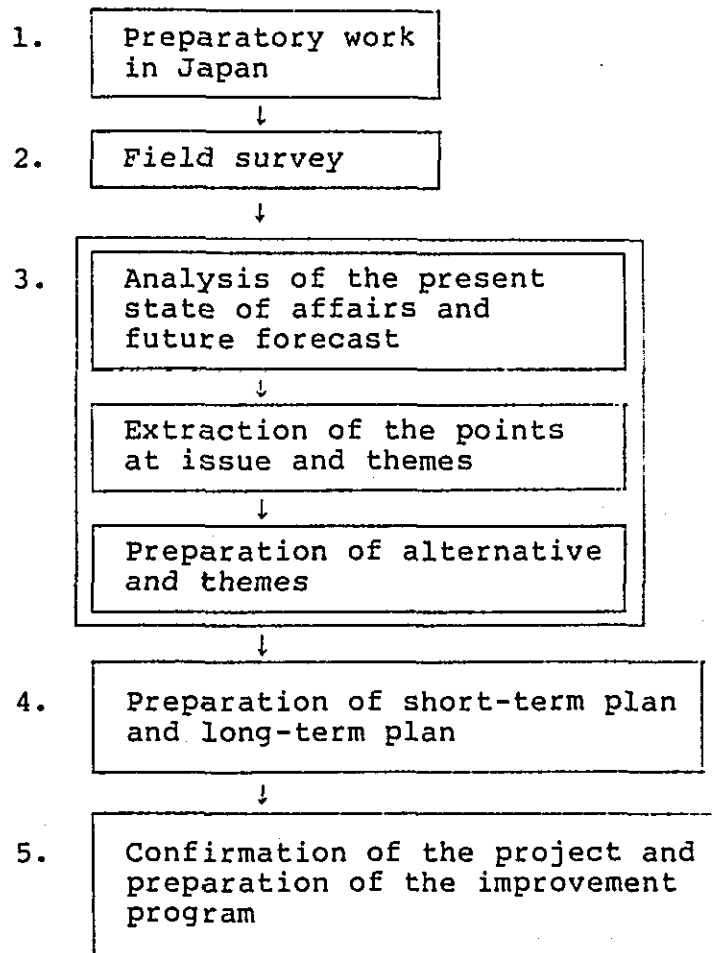 1. Preparatory work
in Japan
↓
2. Field survey
↓
3. Analysis of the present
state of affairs and
future forecast
↓
Extraction of the points
at issue and themes
↓
Preparation of alternative
and themes
↓
4. Preparation of short-term plan
and long-term plan
↓
5. Confirmation of the project and
preparation of the improvement
program